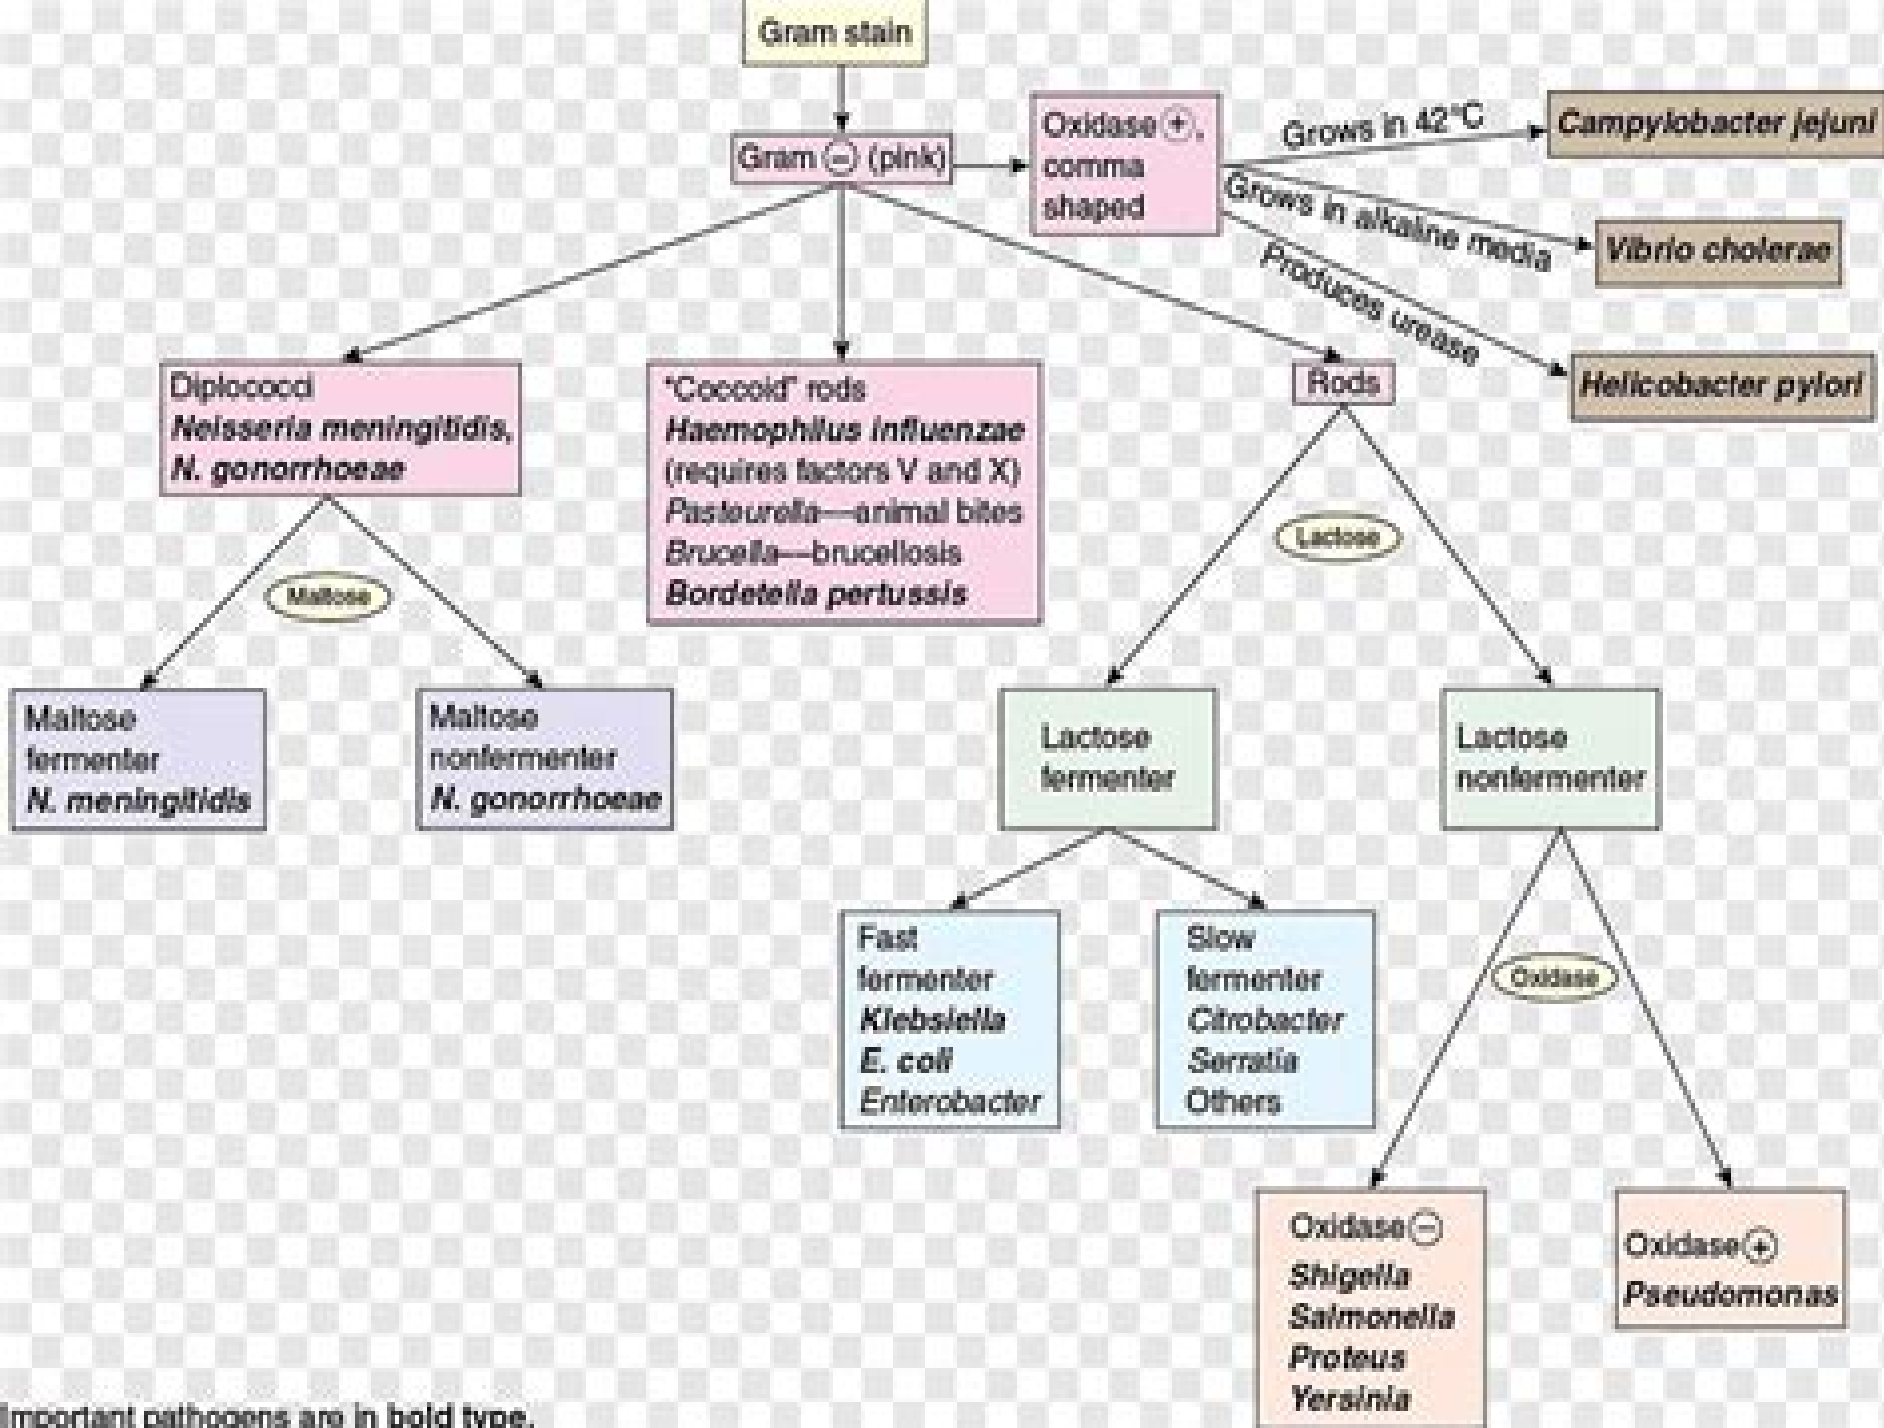 Gram stain
Gram ⊖ (pink)
Oxidase ⊕,
comma
shaped
Grows in 42°C
Campylobacter jejuni
Grows in alkaline media
Vibrio cholerae
Produces urease
Helicobacter pylori
Diplococci
Neisseria meningitidis,
N. gonorrhoeae
"Coccoid" rods
Haemophilus influenzae
(requires factors V and X)
Pasteurella—animal bites
Brucella—brucellosis
Bordetella pertussis
Rods
Maltose
Lactose
Maltose
fermenter
N. meningitidis
Maltose
nonfermenter
N. gonorrhoeae
Lactose
fermenter
Lactose
nonfermenter
Fast
fermenter
Klebsiella
E. coli
Enterobacter
Slow
fermenter
Citrobacter
Serratia
Others
Oxidase
Oxidase ⊖
Shigella
Salmonella
Proteus
Yersinia
Oxidase ⊕
Pseudomonas
Important pathogens are in bold type.